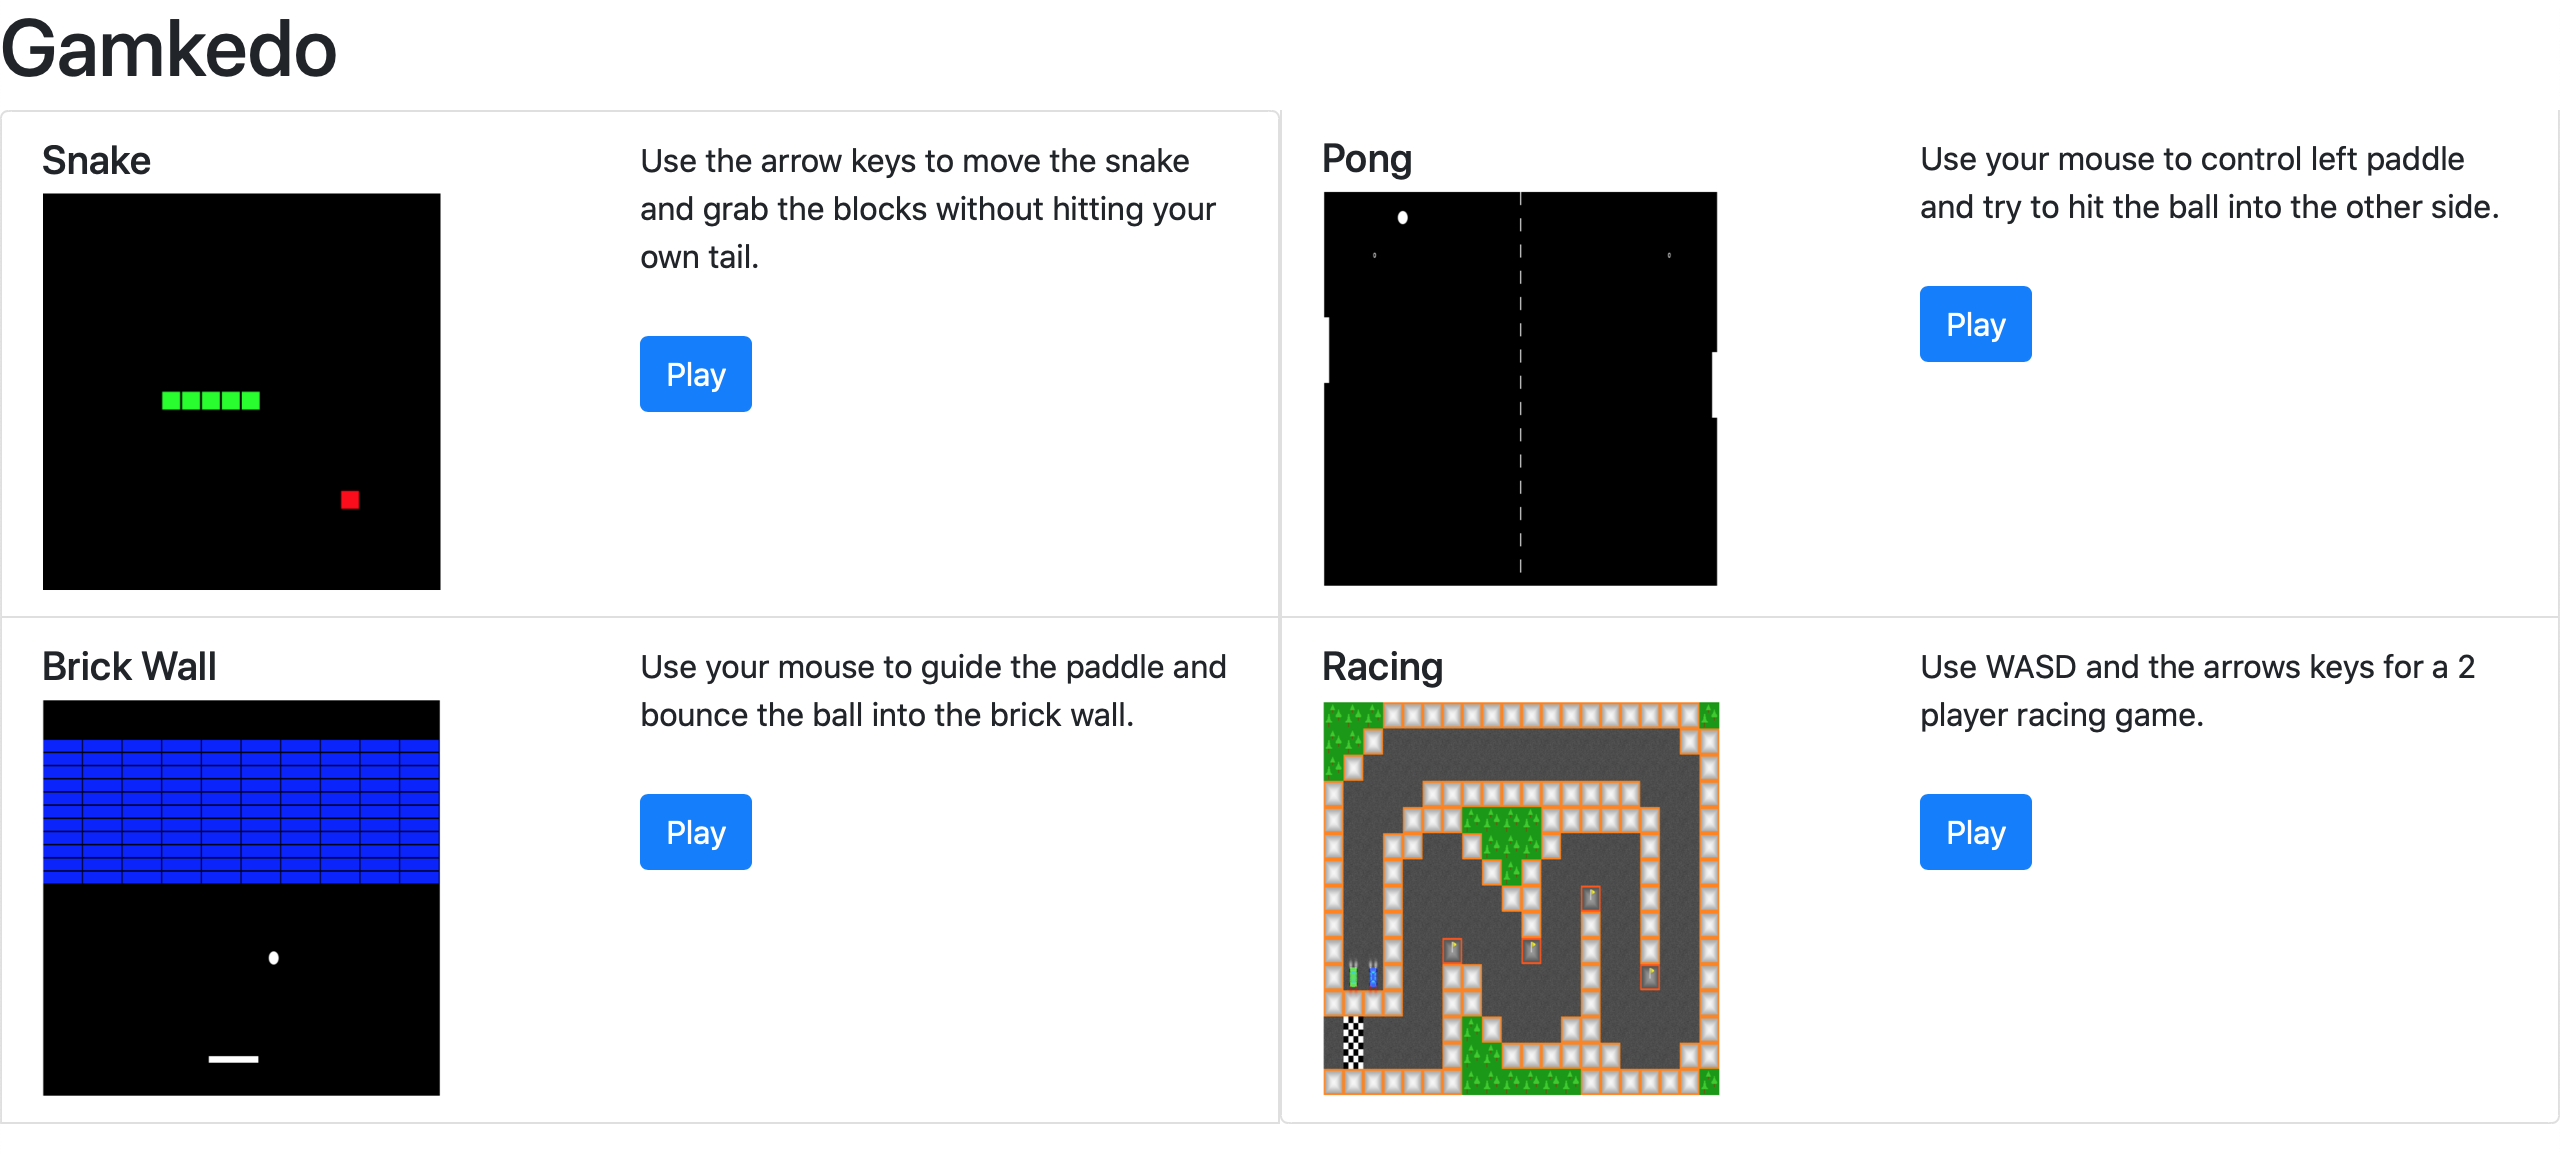 Gamkedo
Snake
Use the arrow keys to move the snake
and grab the blocks without hitting your
own tail.
Play
Pong
Use your mouse to control left paddle
and try to hit the ball into the other side.
0
0
Play
Brick Wall
Use your mouse to guide the paddle and
bounce the ball into the brick wall.
Play
Racing
Use WASD and the arrows keys for a 2
player racing game.
Play